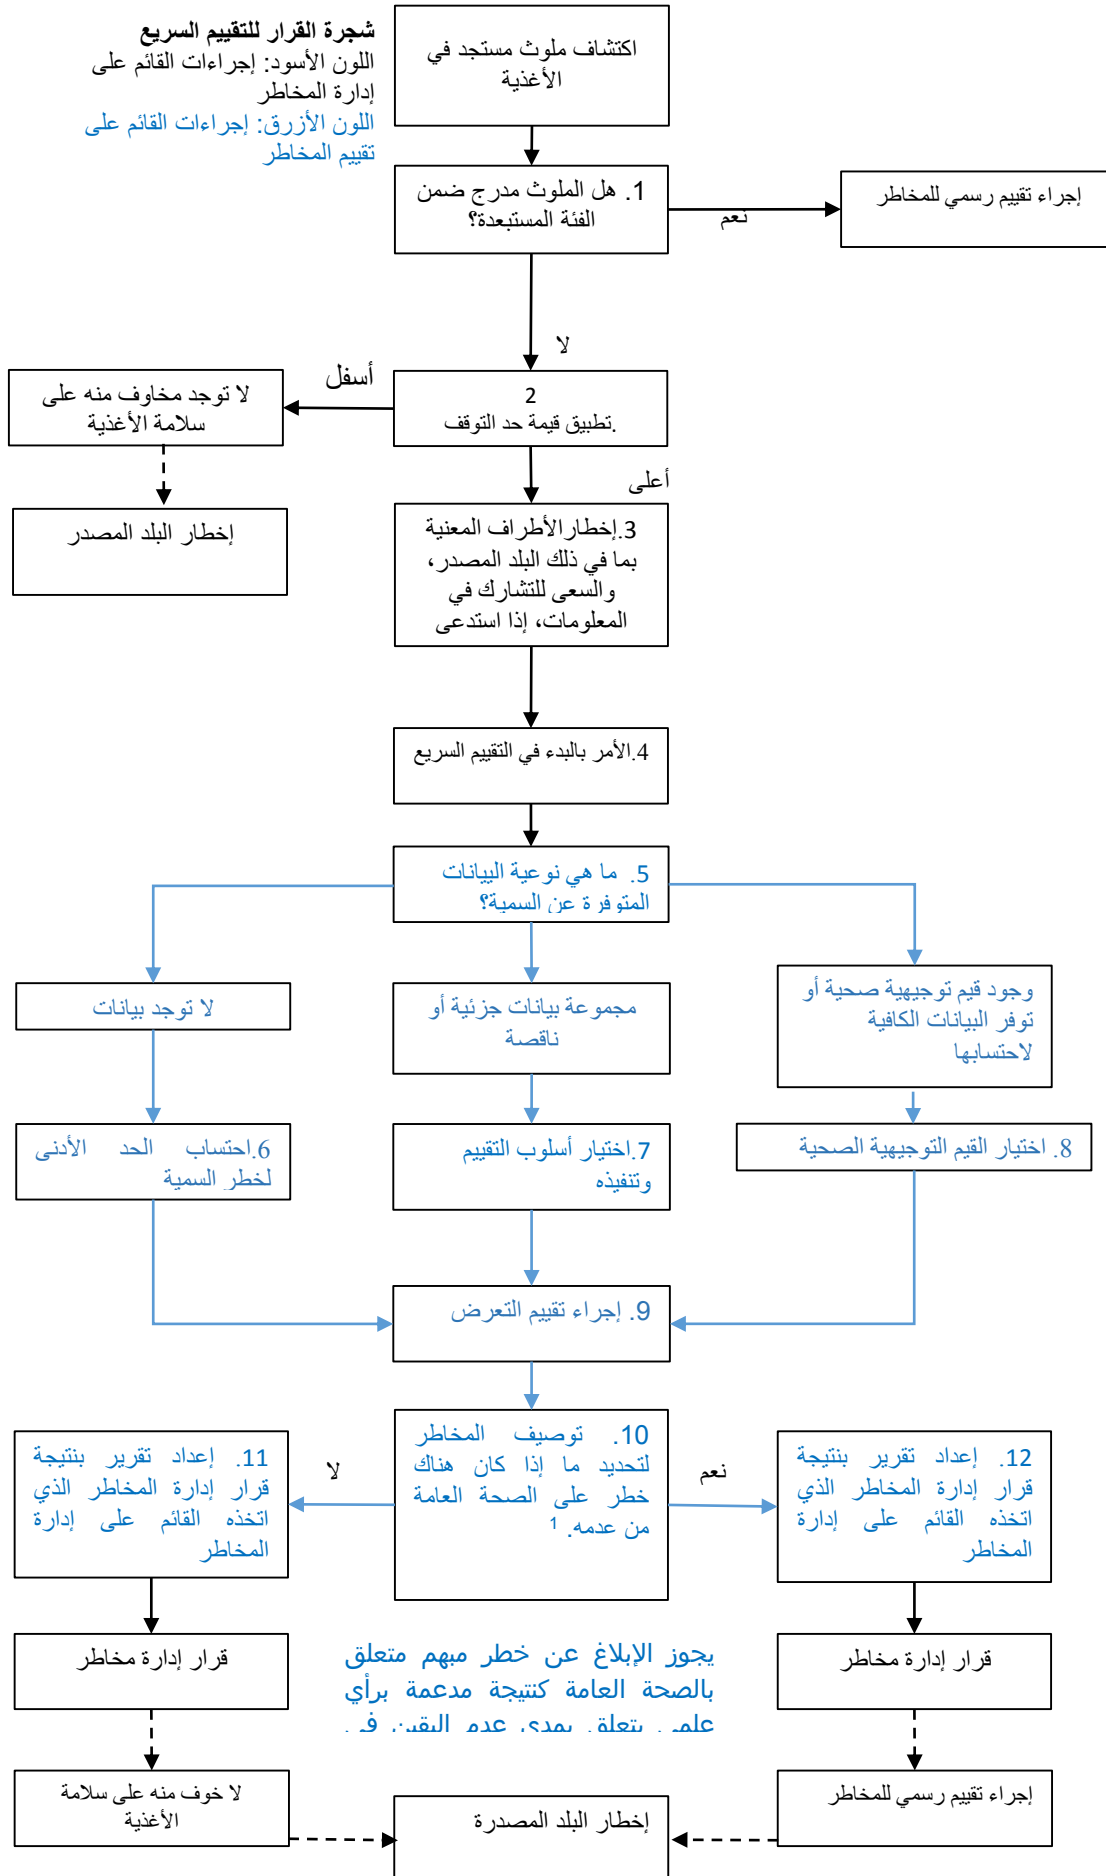 شجرة القرار للتقييم السريع
اللون الأسود: إجراءات القائم على
إدارة المخاطر
اللون الأزرق: إجراءات القائم على
تقييم المخاطر
اكتشاف ملوث مستجد في
الأغذية
1. هل الملوث مدرج ضمن
الفئة المستبعدة؟
نعم
إجراء تقييم رسمي للمخاطر
لا
2
.تطبيق قيمة حد التوقف
أسفل
لا توجد مخاوف منه على
سلامة الأغذية
إخطار البلد المصدر
أعلى
3.إخطار الأطراف المعنية
بما في ذلك البلد المصدر،
والسعى للتشارك في
المعلومات، إذا استدعى
4.الأمر بالبدء في التقييم السريع
5. ما هي نوعية البيانات
المتوفرة عن السمية؟
وجود قيم توجيهية صحية أو
توفر البيانات الكافية
لاحتسابها
مجموعة بيانات جزئية أو
ناقصة
لا توجد بيانات
8. اختيار القيم التوجيهية الصحية
7.اختيار أسلوب التقييم
وتنفيذه
6.احتساب الحد الأدنى
لخطر السمية
9. إجراء تقييم التعرض
10. توصيف المخاطر
لتحديد ما إذا كان هناك
خطر على الصحة العامة
من عدمه. 1
نعم
12. إعداد تقرير بنتيجة
قرار إدارة المخاطر الذي
اتخذه القائم على إدارة
المخاطر
لا
11. إعداد تقرير بنتيجة
قرار إدارة المخاطر الذي
اتخذه القائم على إدارة
المخاطر
قرار إدارة مخاطر
يجوز الإبلاغ عن خطر مبهم متعلق
بالصحة العامة كنتيجة مدعمة برأي
علمي يتعلق بمدى عدم اليقين في
قرار إدارة مخاطر
إجراء تقييم رسمي للمخاطر
إخطار البلد المصدرة
لا خوف منه على سلامة
الأغذية